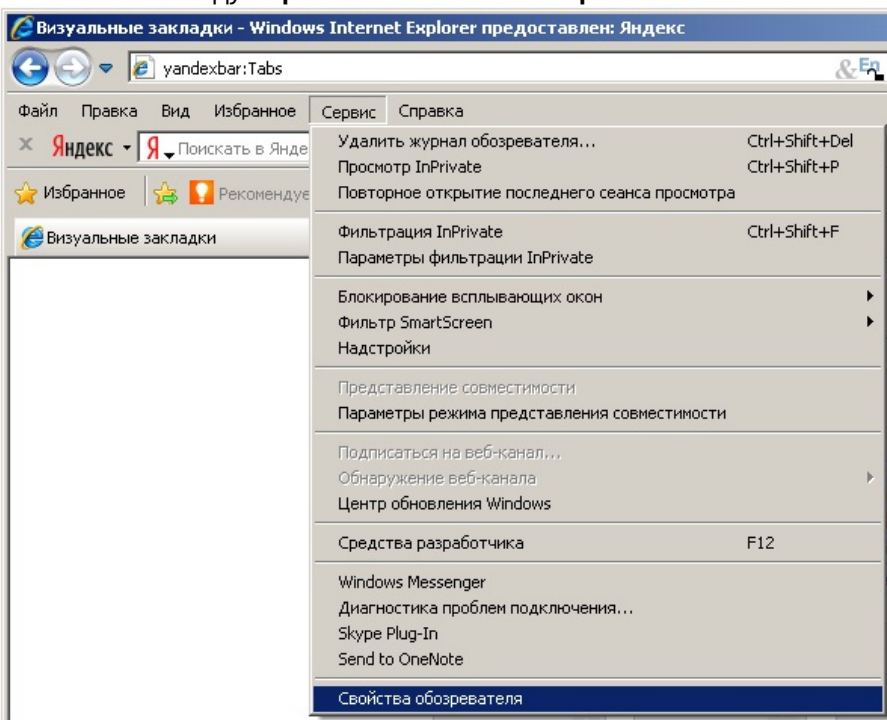 Визуальные закладки - Windows Internet Explorer предоставлен: Яндекс
yandexbar:Tabs
Файл Правка Вид Избранное Сервис Справка
Яндекс Я Поискать в Янде
Избранное Рекомендуе
Визуальные закладки
Удалить журнал обозревателя... Ctrl+Shift+Del
Просмотр InPrivate Ctrl+Shift+P
Повторное открытие последнего сеанса просмотра
Фильтрация InPrivate Ctrl+Shift+F
Параметры фильтрации InPrivate
Блокирование всплывающих окон
Фильтр SmartScreen
Надстройки
Представление совместимости
Параметры режима представления совместимости
Подписаться на веб-канал...
Обнаружение веб-канала
Центр обновления Windows
Средства разработчика F12
Windows Messenger
Диагностика проблем подключения...
Skype Plug-In
Send to OneNote
Свойства обозревателя